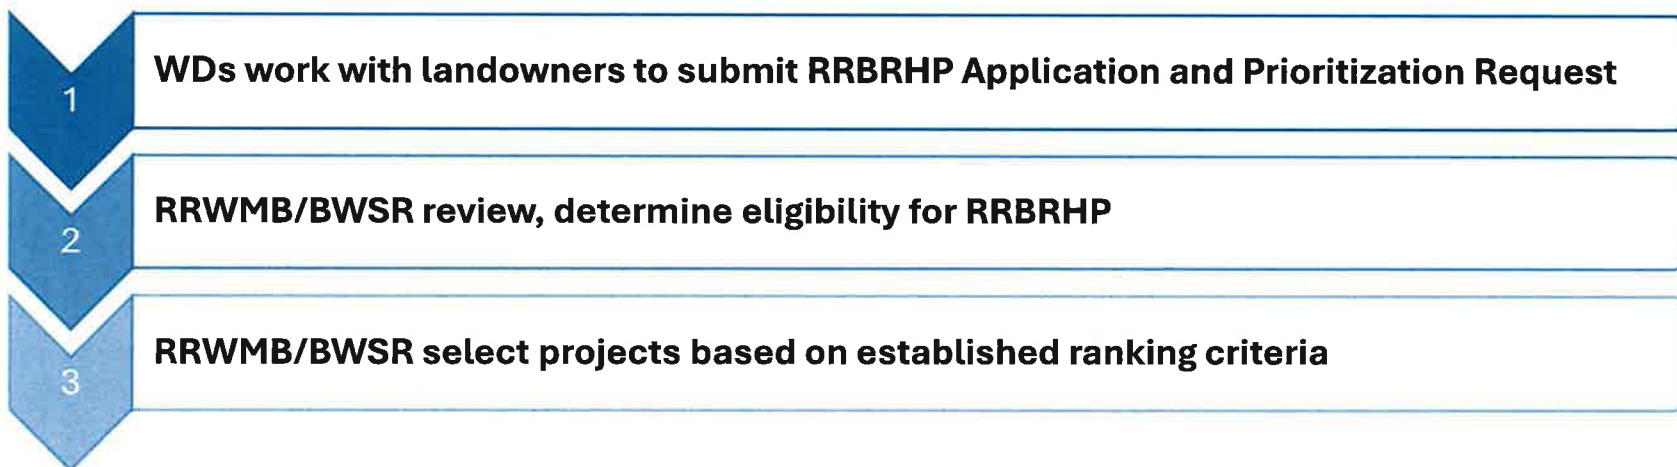 1
WDs work with landowners to submit RRBRHP Application and Prioritization Request
2
RRWMB/BWSR review, determine eligibility for RRBRHP
3
RRWMB/BWSR select projects based on established ranking criteria